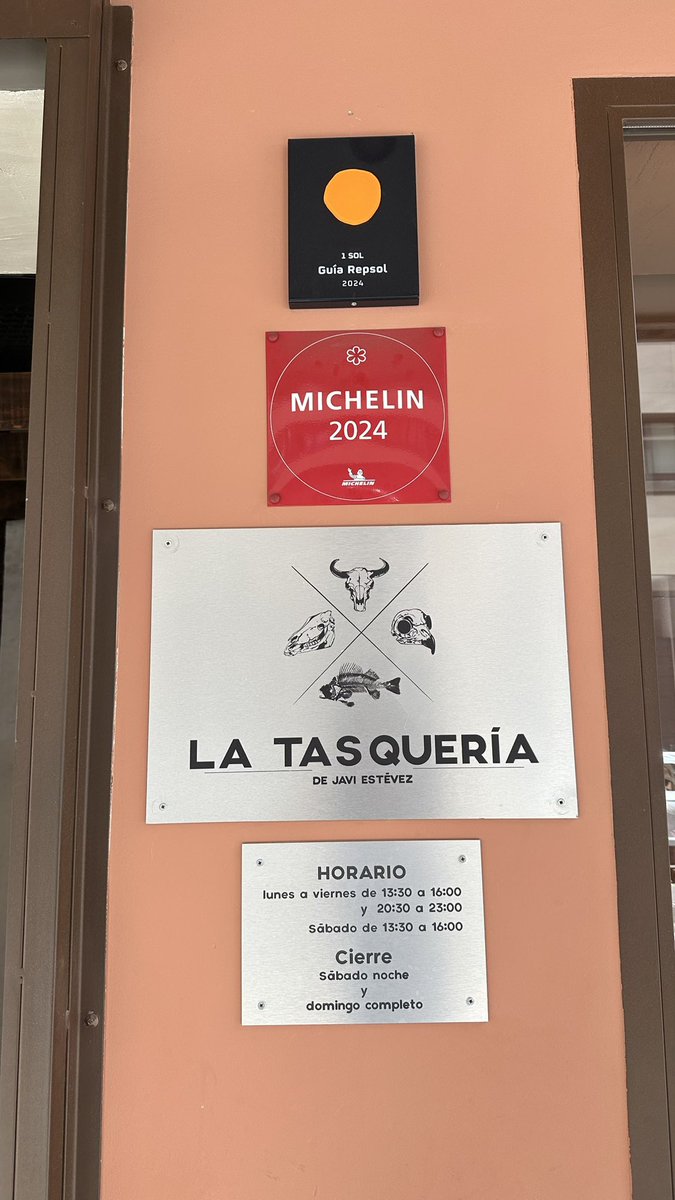 1 SOL
Guía Repsol
2024
MICHELIN
2024
MICHELIN
LA TASQUERÍA
DE JAVI ESTÉVEZ
HORARIO
lunes a viernes de 13:30 a 16:00
y 20:30 a 23:00
Sábado de 13:30 a 16:00
Cierre
Sábado noche
y
domingo completo